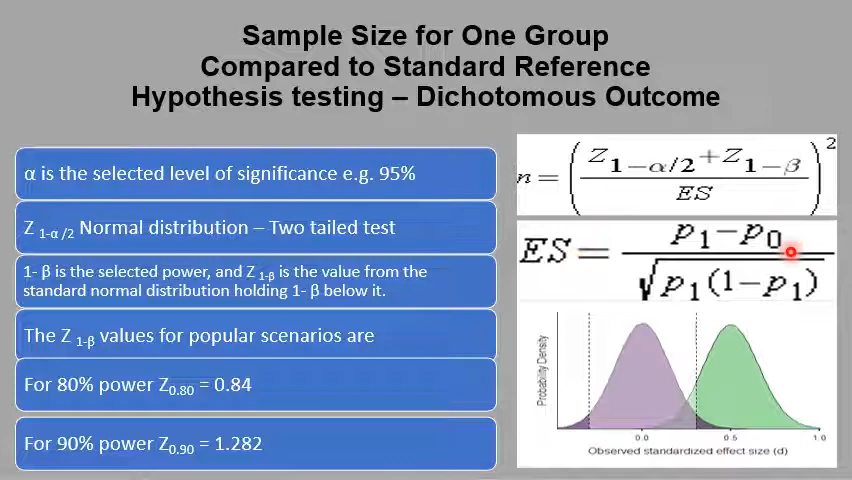 Sample Size for One Group
Compared to Standard Reference
Hypothesis testing – Dichotomous Outcome
α is the selected level of significance e.g. 95%
Z 1-α /2 Normal distribution – Two tailed test
1- β is the selected power, and Z 1-β is the value from the
standard normal distribution holding 1- β below it.
The Z 1-β values for popular scenarios are
For 80% power Z0.80 = 0.84
For 90% power Z0.90 = 1.282
n = ( (Z1−α/2 + Z1−β) / ES )2
ES = (p1 − p0) / √(p1(1−p1))
Probability Density
0.0 0.5 1.0
Observed standardized effect size (d)